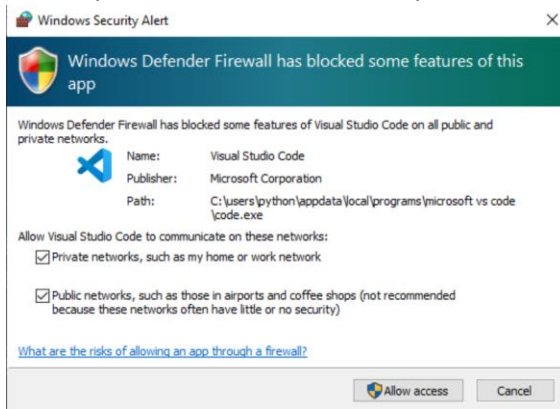 Windows Security Alert
Windows Defender Firewall has blocked some features of this
app
Windows Defender Firewall has blocked some features of Visual Studio Code on all public and
private networks.
Name: Visual Studio Code
Publisher: Microsoft Corporation
Path: C:\users\python\appdata\local\programs\microsoft vs code
\code.exe
Allow Visual Studio Code to communicate on these networks:
Private networks, such as my home or work network
Public networks, such as those in airports and coffee shops (not recommended
because these networks often have little or no security)
What are the risks of allowing an app through a firewall?
Allow access Cancel